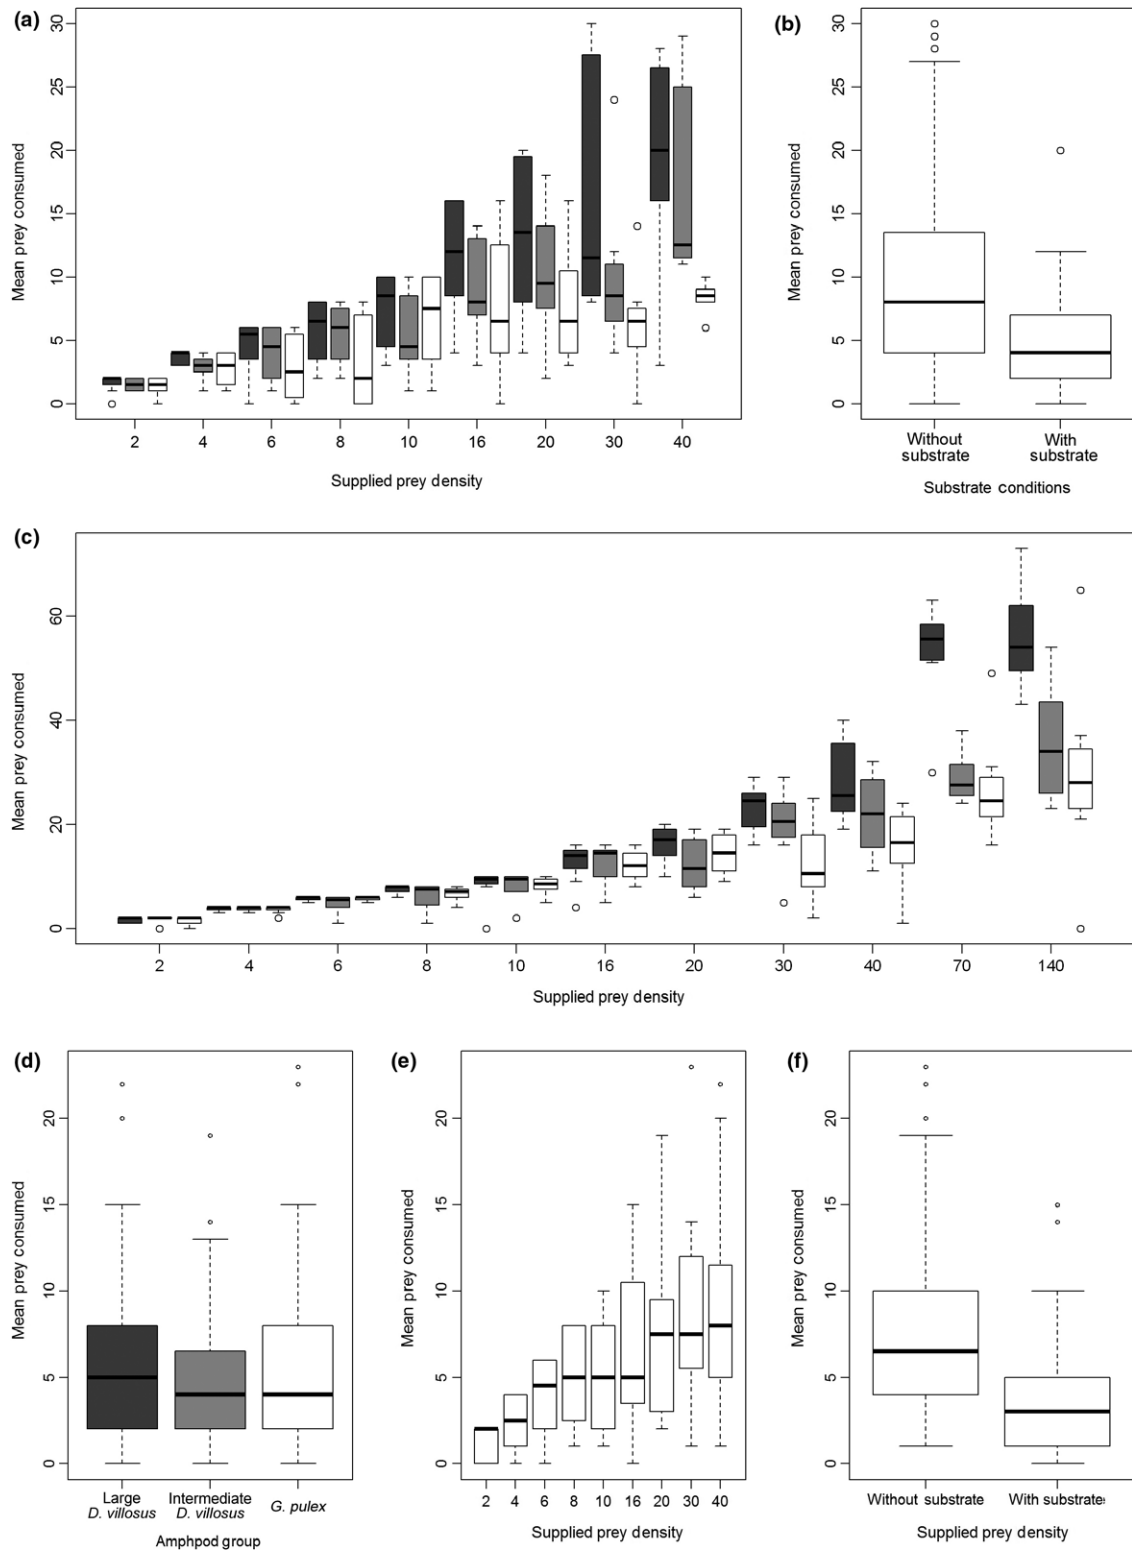 (a)
Mean prey consumed
30
25
20
15
10
5
0
2 4 6 8 10 16 20 30 40
Supplied prey density
(b)
Mean prey consumed
30
25
20
15
10
5
0
Without substrate
With substrate
Substrate conditions
(c)
Mean prey consumed
60
40
20
0
2 4 6 8 10 16 20 30 40 70 140
Supplied prey density
(d)
Mean prey consumed
20
15
10
5
0
Large D. villosus
Intermediate D. villosus
G. pulex
Amphpod group
(e)
Mean prey consumed
20
15
10
5
0
2 4 6 8 10 16 20 30 40
Supplied prey density
(f)
Mean prey consumed
20
15
10
5
0
Without substrate
With substrate
Supplied prey density